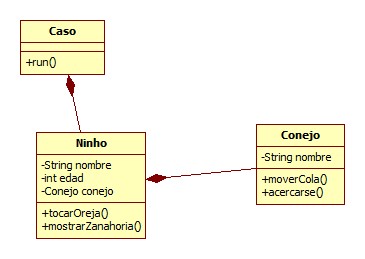 Caso
+run()
Ninho
-String nombre
-int edad
-Conejo conejo
+tocarOreja()
+mostrarZanahoria()
Conejo
-String nombre
+moverCola()
+acercarse()